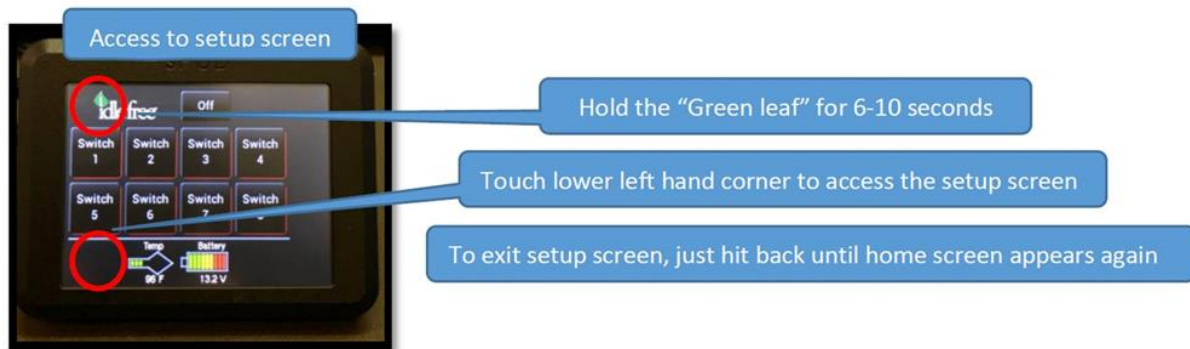 Access to setup screen
idle free
Off
Hold the “Green leaf” for 6-10 seconds
Switch 1
Switch 2
Switch 3
Switch 4
Touch lower left hand corner to access the setup screen
Switch 5
Switch 6
Switch 7
To exit setup screen, just hit back until home screen appears again
Temp
Battery
96 F
13.2 V